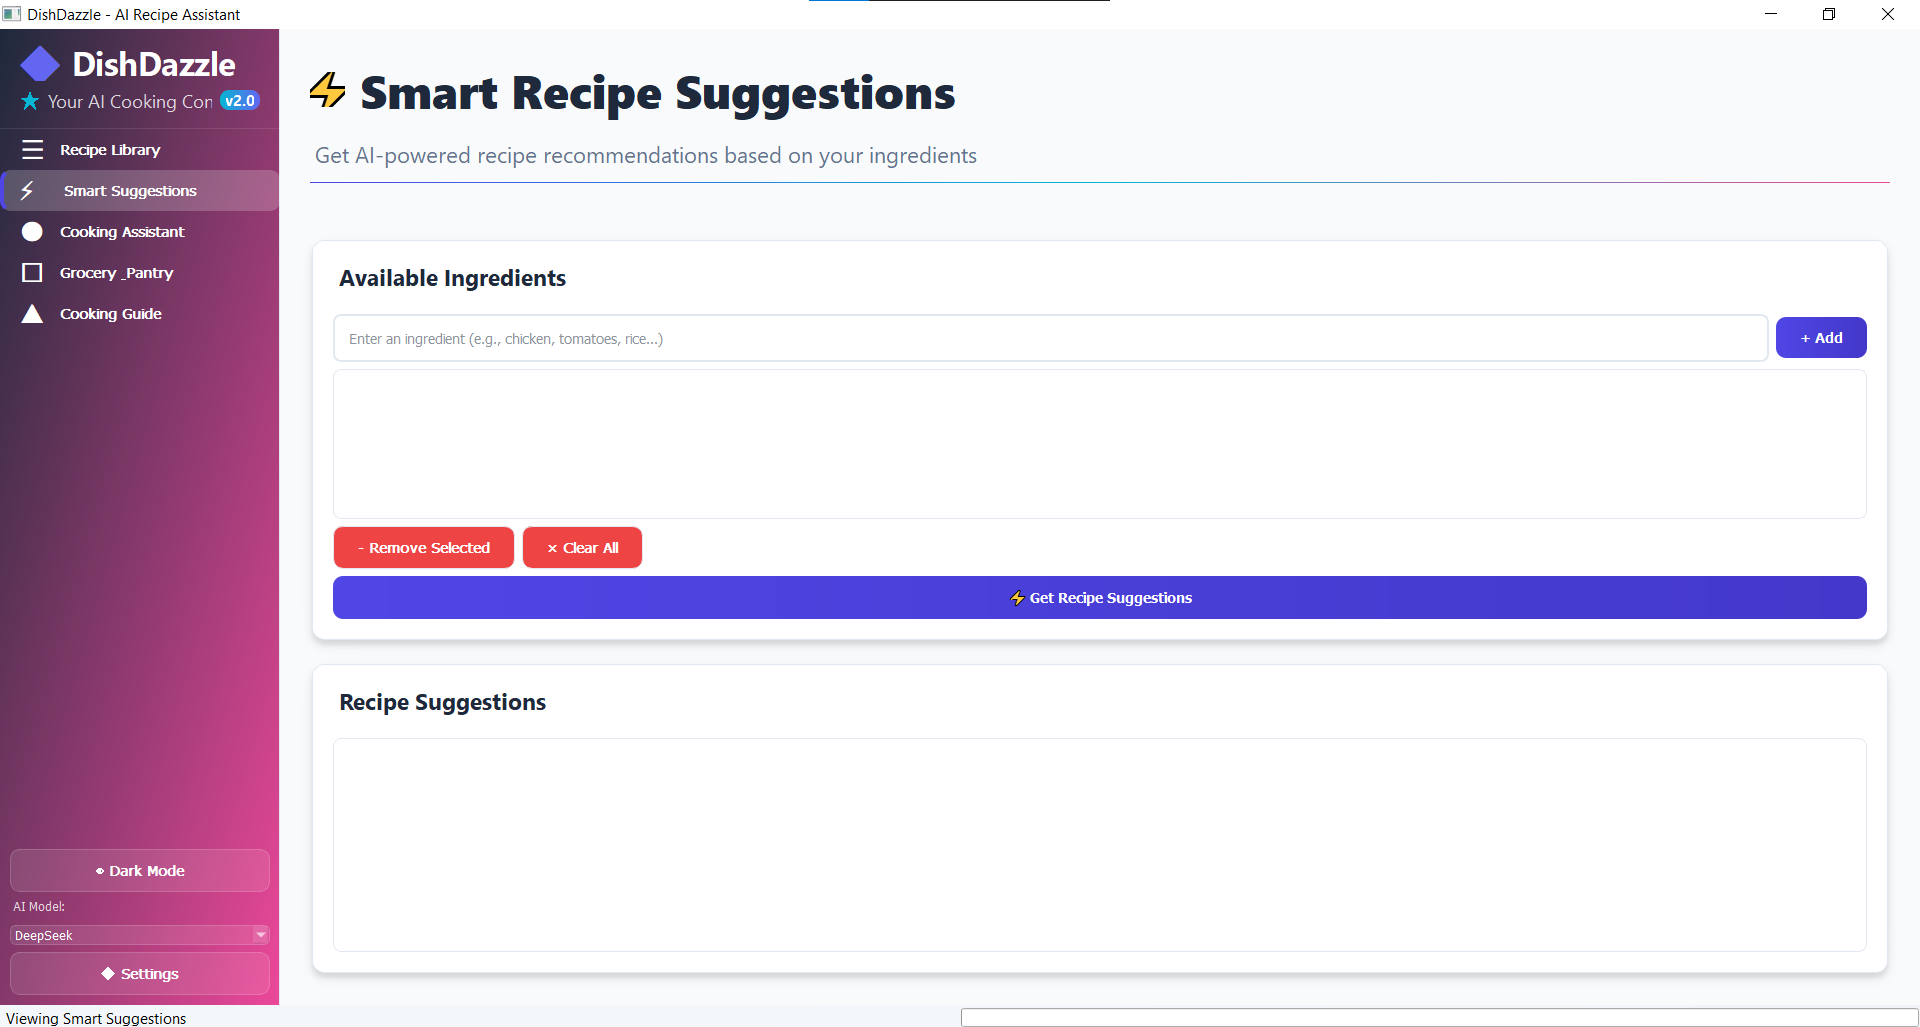 DishDazzle - AI Recipe Assistant
DishDazzle
Your AI Cooking Con v2.0
Recipe Library
Smart Suggestions
Cooking Assistant
Grocery _Pantry
Cooking Guide
Dark Mode
AI Model:
DeepSeek
Settings
Viewing Smart Suggestions
Smart Recipe Suggestions
Get AI-powered recipe recommendations based on your ingredients
Available Ingredients
Enter an ingredient (e.g., chicken, tomatoes, rice...)
+ Add
- Remove Selected
× Clear All
⚡ Get Recipe Suggestions
Recipe Suggestions